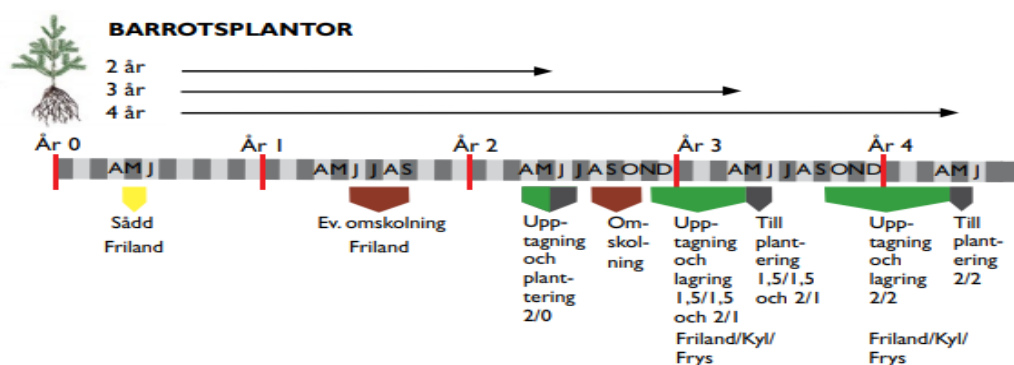 BARROTSPLANTOR
2 år
3 år
4 år
År 0
År 1
År 2
År 3
År 4
AMJ
AMJJAS
AMJJASOND
AMJJASOND
AMJ
Sådd
Friland
Ev. omskolning
Friland
Upp-
tagning
och
plant-
tering
2/0
Om-
skol-
ning
Upp-
tagning
och
lagring
1,5/1,5
och 2/1
Friland/Kyl/
Frys
Till
plant-
ering
1,5/1,5
och 2/1
Upp-
tagning
och
lagring
2/2
Friland/Kyl/
Frys
Till
plant-
ering
2/2